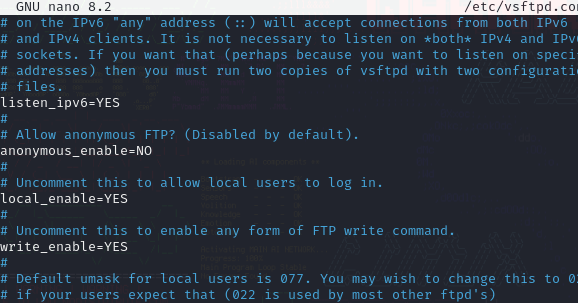 GNU nano 8.2 /etc/vsftpd.co
# on the IPv6 "any" address (::) will accept connections from both IPv6
# and IPv4 clients. It is not necessary to listen on *both* IPv4 and IPv
# sockets. If you want that (perhaps because you want to listen on speci
# addresses) then you must run two copies of vsftpd with two configurati
# files.
listen_ipv6=YES
#
# Allow anonymous FTP? (Disabled by default).
anonymous_enable=NO
#
# Uncomment this to allow local users to log in.
local_enable=YES
#
# Uncomment this to enable any form of FTP write command.
write_enable=YES
#
# Default umask for local users is 077. You may wish to change this to 02
# if your users expect that (022 is used by most other ftpd's)